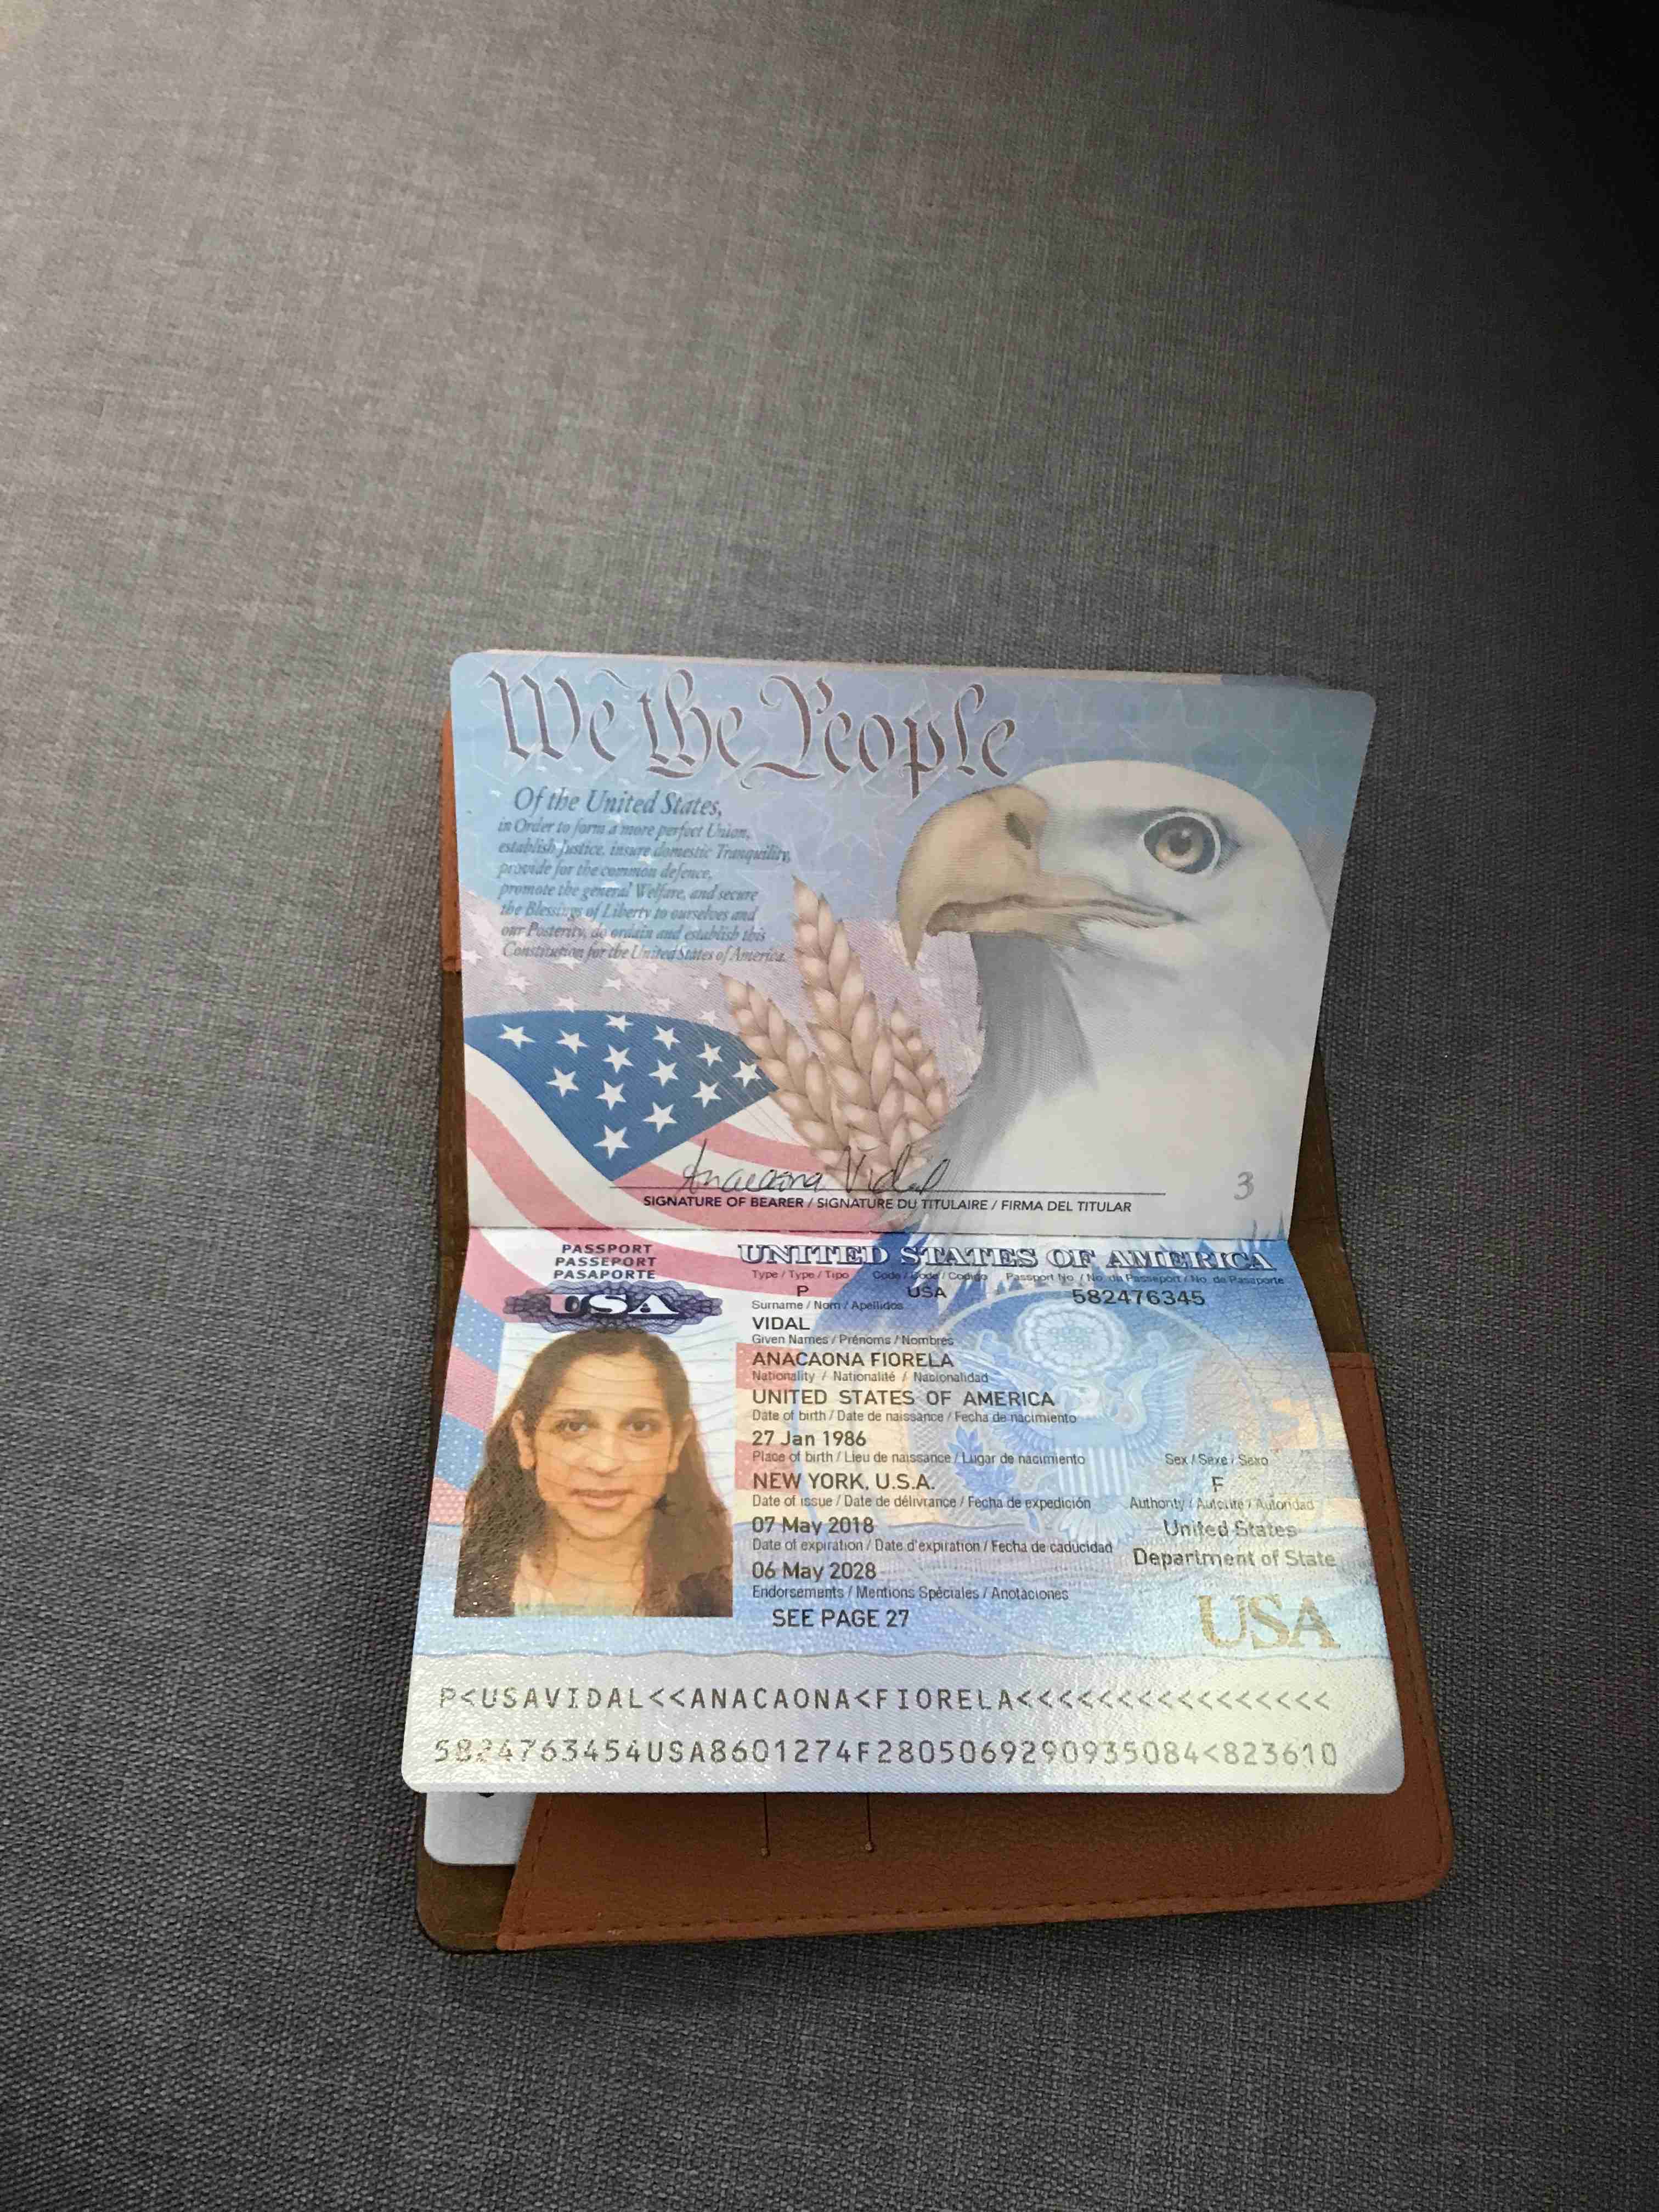 We the People
Of the United States,
in Order to form a more perfect Union,
establish Justice, insure domestic Tranquility,
provide for the common defence,
promote the general Welfare, and secure
the Blessings of Liberty to ourselves and
our Posterity, do ordain and establish this
Constitution for the United States of America.
Anacaona Vidal
SIGNATURE OF BEARER / SIGNATURE DU TITULAIRE / FIRMA DEL TITULAR
3
PASSPORT
PASSEPORT
PASAPORTE
USA
UNITED STATES OF AMERICA
Type / Type / Tipo Code / Code / Codigo Passport No. / No. du Passeport / No. de Pasaporte
P USA 582476345
Surname / Nom / Apellidos
VIDAL
Given Names / Prénoms / Nombres
ANACAONA FIORELA
Nationality / Nationalité / Nacionalidad
UNITED STATES OF AMERICA
Date of birth / Date de naissance / Fecha de nacimiento
27 Jan 1986
Place of birth / Lieu de naissance / Lugar de nacimiento Sex / Sexe / Sexo
NEW YORK, U.S.A. F
Date of issue / Date de délivrance / Fecha de expedición Authority / Autorité / Autoridad
07 May 2018 United States
Date of expiration / Date d'expiration / Fecha de caducidad Department of State
06 May 2028
Endorsements / Mentions Spéciales / Anotaciones
SEE PAGE 27
USA
P<USAVIDAL<<ANACAONA<FIORELA<<<<<<<<<<<<<<<<
5824763454USA8601274F2805069290935084<823610